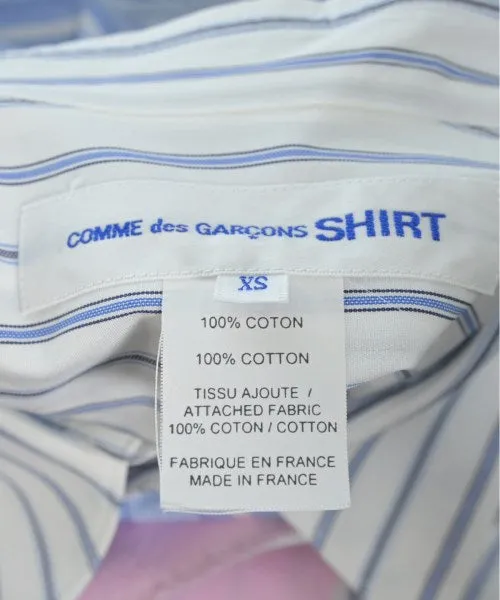 COMME des GARÇONS SHIRT
XS
100% COTON
100% COTTON
TISSU AJOUTE /
ATTACHED FABRIC
100% COTON / COTTON
FABRIQUE EN FRANCE
MADE IN FRANCE